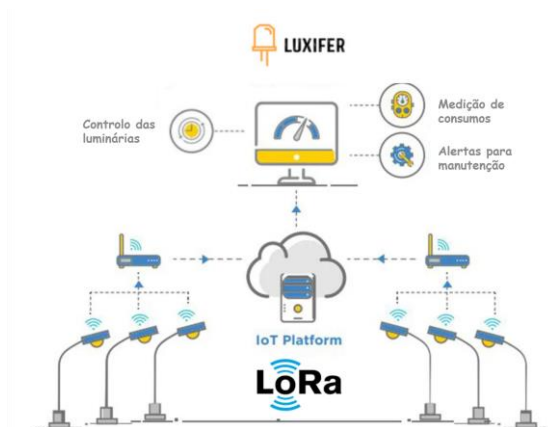 LUXIFER
Controlo das
luminárias
Medição de
consumos
Alertas para
manutenção
IoT Platform
LoRa